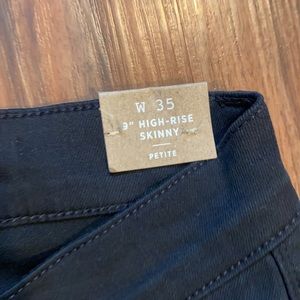 W 35
9" HIGH-RISE
SKINNY
PETITE